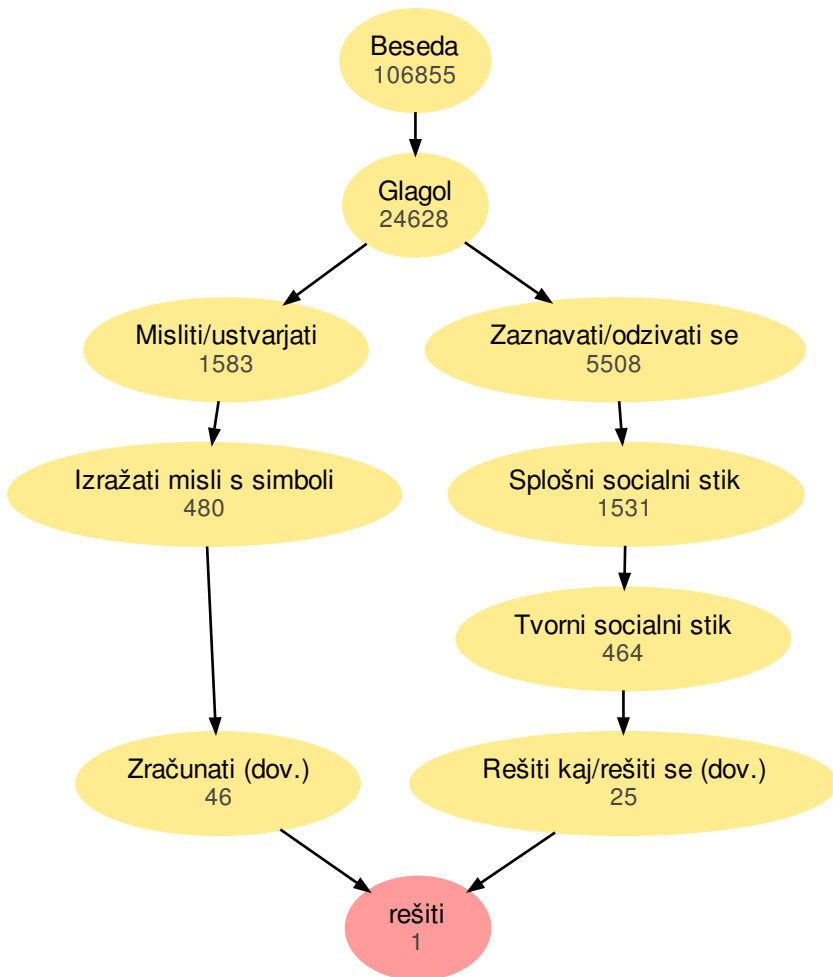 Beseda
106855
Glagol
24628
Misliti/ustvarjati
1583
Zaznavati/odzivati se
5508
Izražati misli s simboli
480
Splošni socialni stik
1531
Tvorni socialni stik
464
Zračunati (dov.)
46
Rešiti kaj/rešiti se (dov.)
25
rešiti
1